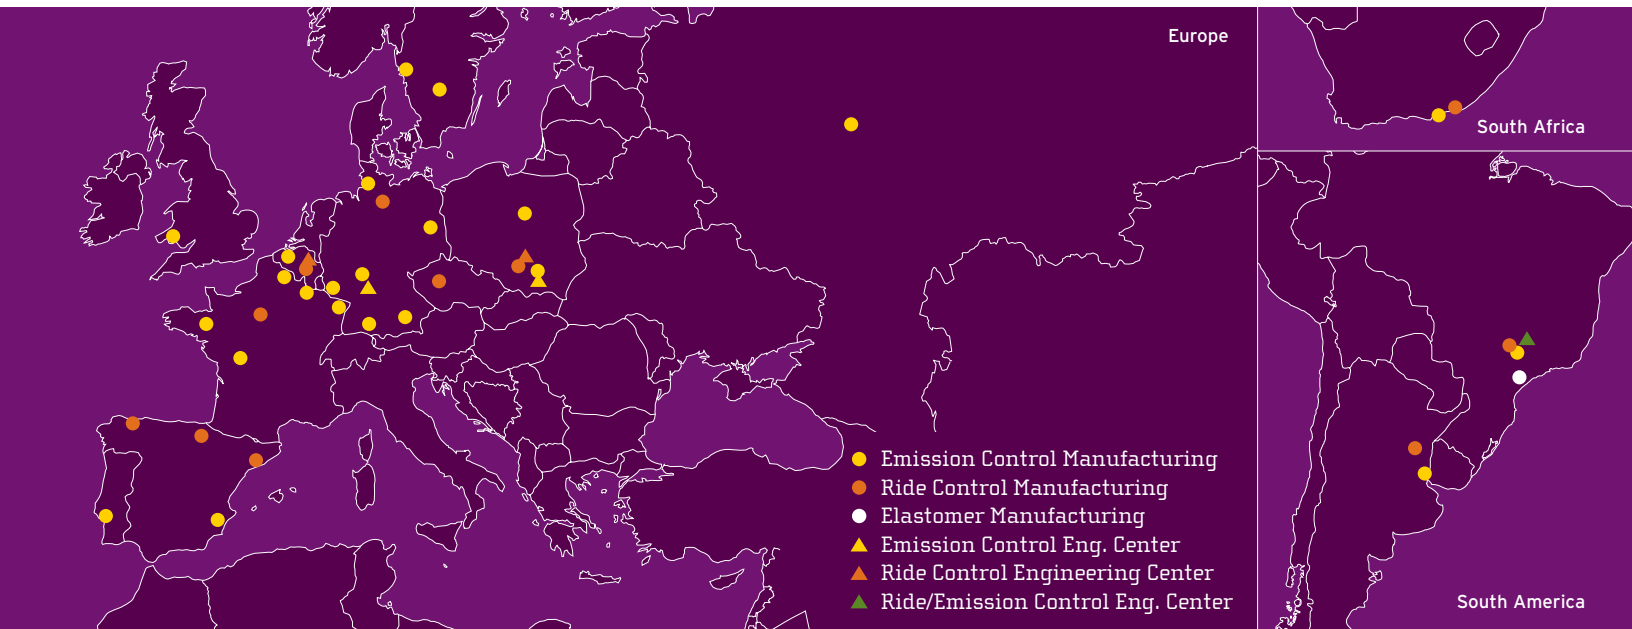 Europe
South Africa
Emission Control Manufacturing
Ride Control Manufacturing
Elastomer Manufacturing
Emission Control Eng. Center
Ride Control Engineering Center
Ride/Emission Control Eng. Center
South America